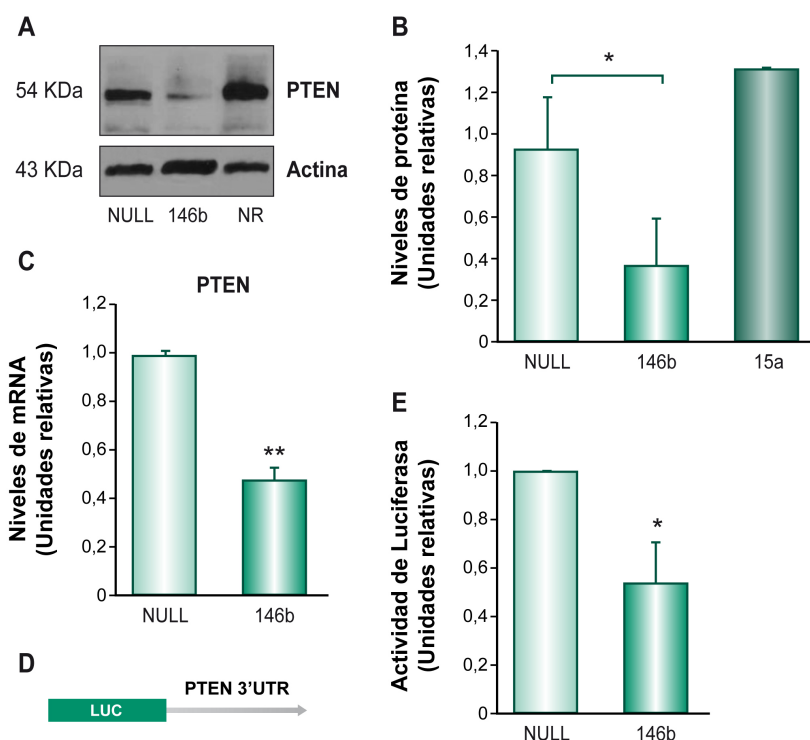 A
54 KDa
PTEN
43 KDa
Actina
NULL 146b NR
B
Niveles de proteína
(Unidades relativas)
1,4
1,2
1,0
0,8
0,6
0,4
0,2
0
*
NULL 146b 15a
C
PTEN
Niveles de mRNA
(Unidades relativas)
1,2
1,0
0,8
0,6
0,4
0,2
0
**
NULL 146b
D
LUC
PTEN 3’UTR
E
Actividad de Luciferasa
(Unidades relativas)
1,2
1,0
0,8
0,6
0,4
0,2
0
*
NULL 146b